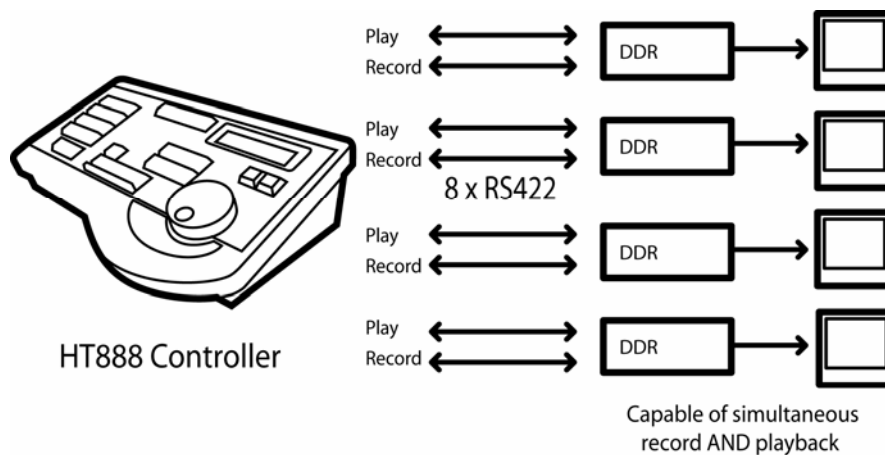 Play
Record
DDR
Play
Record
DDR
8 x RS422
Play
Record
DDR
Play
Record
DDR
HT888 Controller
Capable of simultaneous
record AND playback